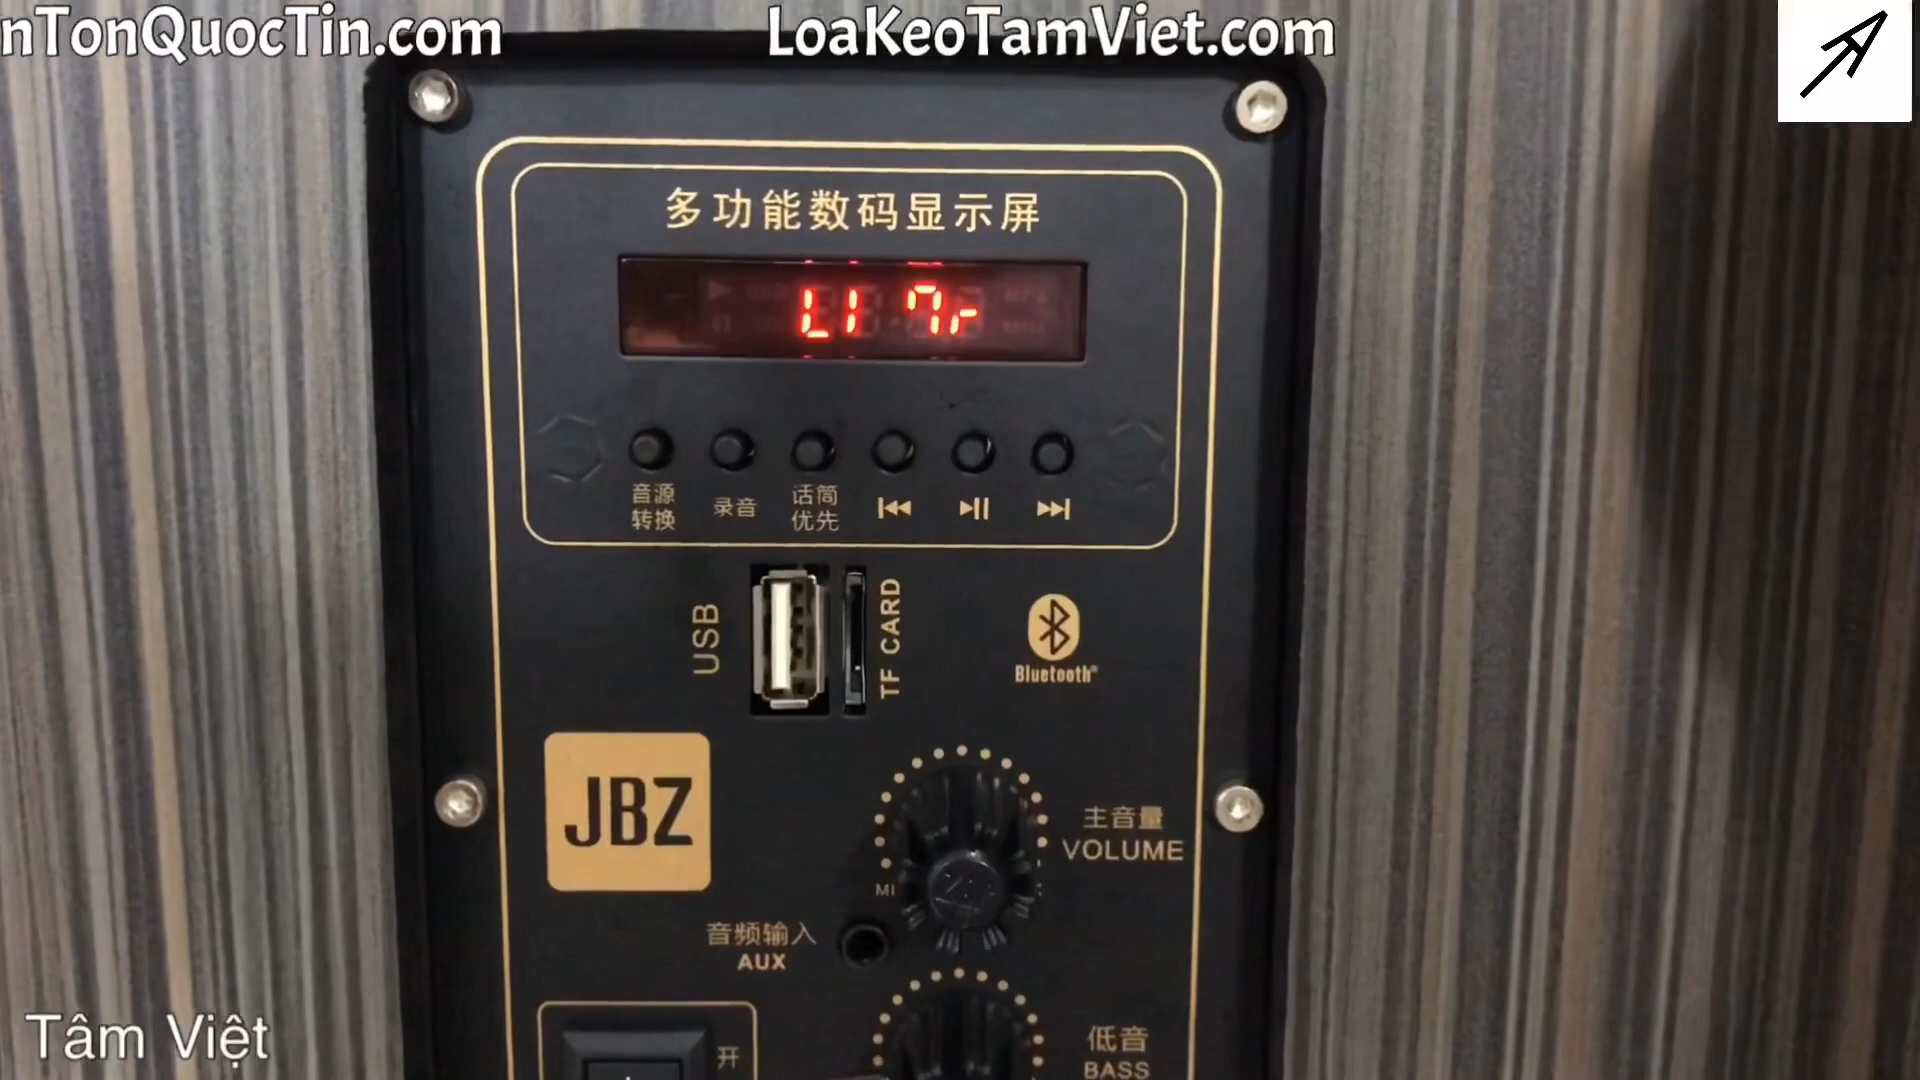 nTonQuocTin.com
LoaKeoTamViet.com
多功能数码显示屏
音源
转换
录音
话筒
优先
USB
TF CARD
Bluetooth®
JBZ
主音量
VOLUME
MI
音频输入
AUX
开
低音
BASS
Tâm Việt